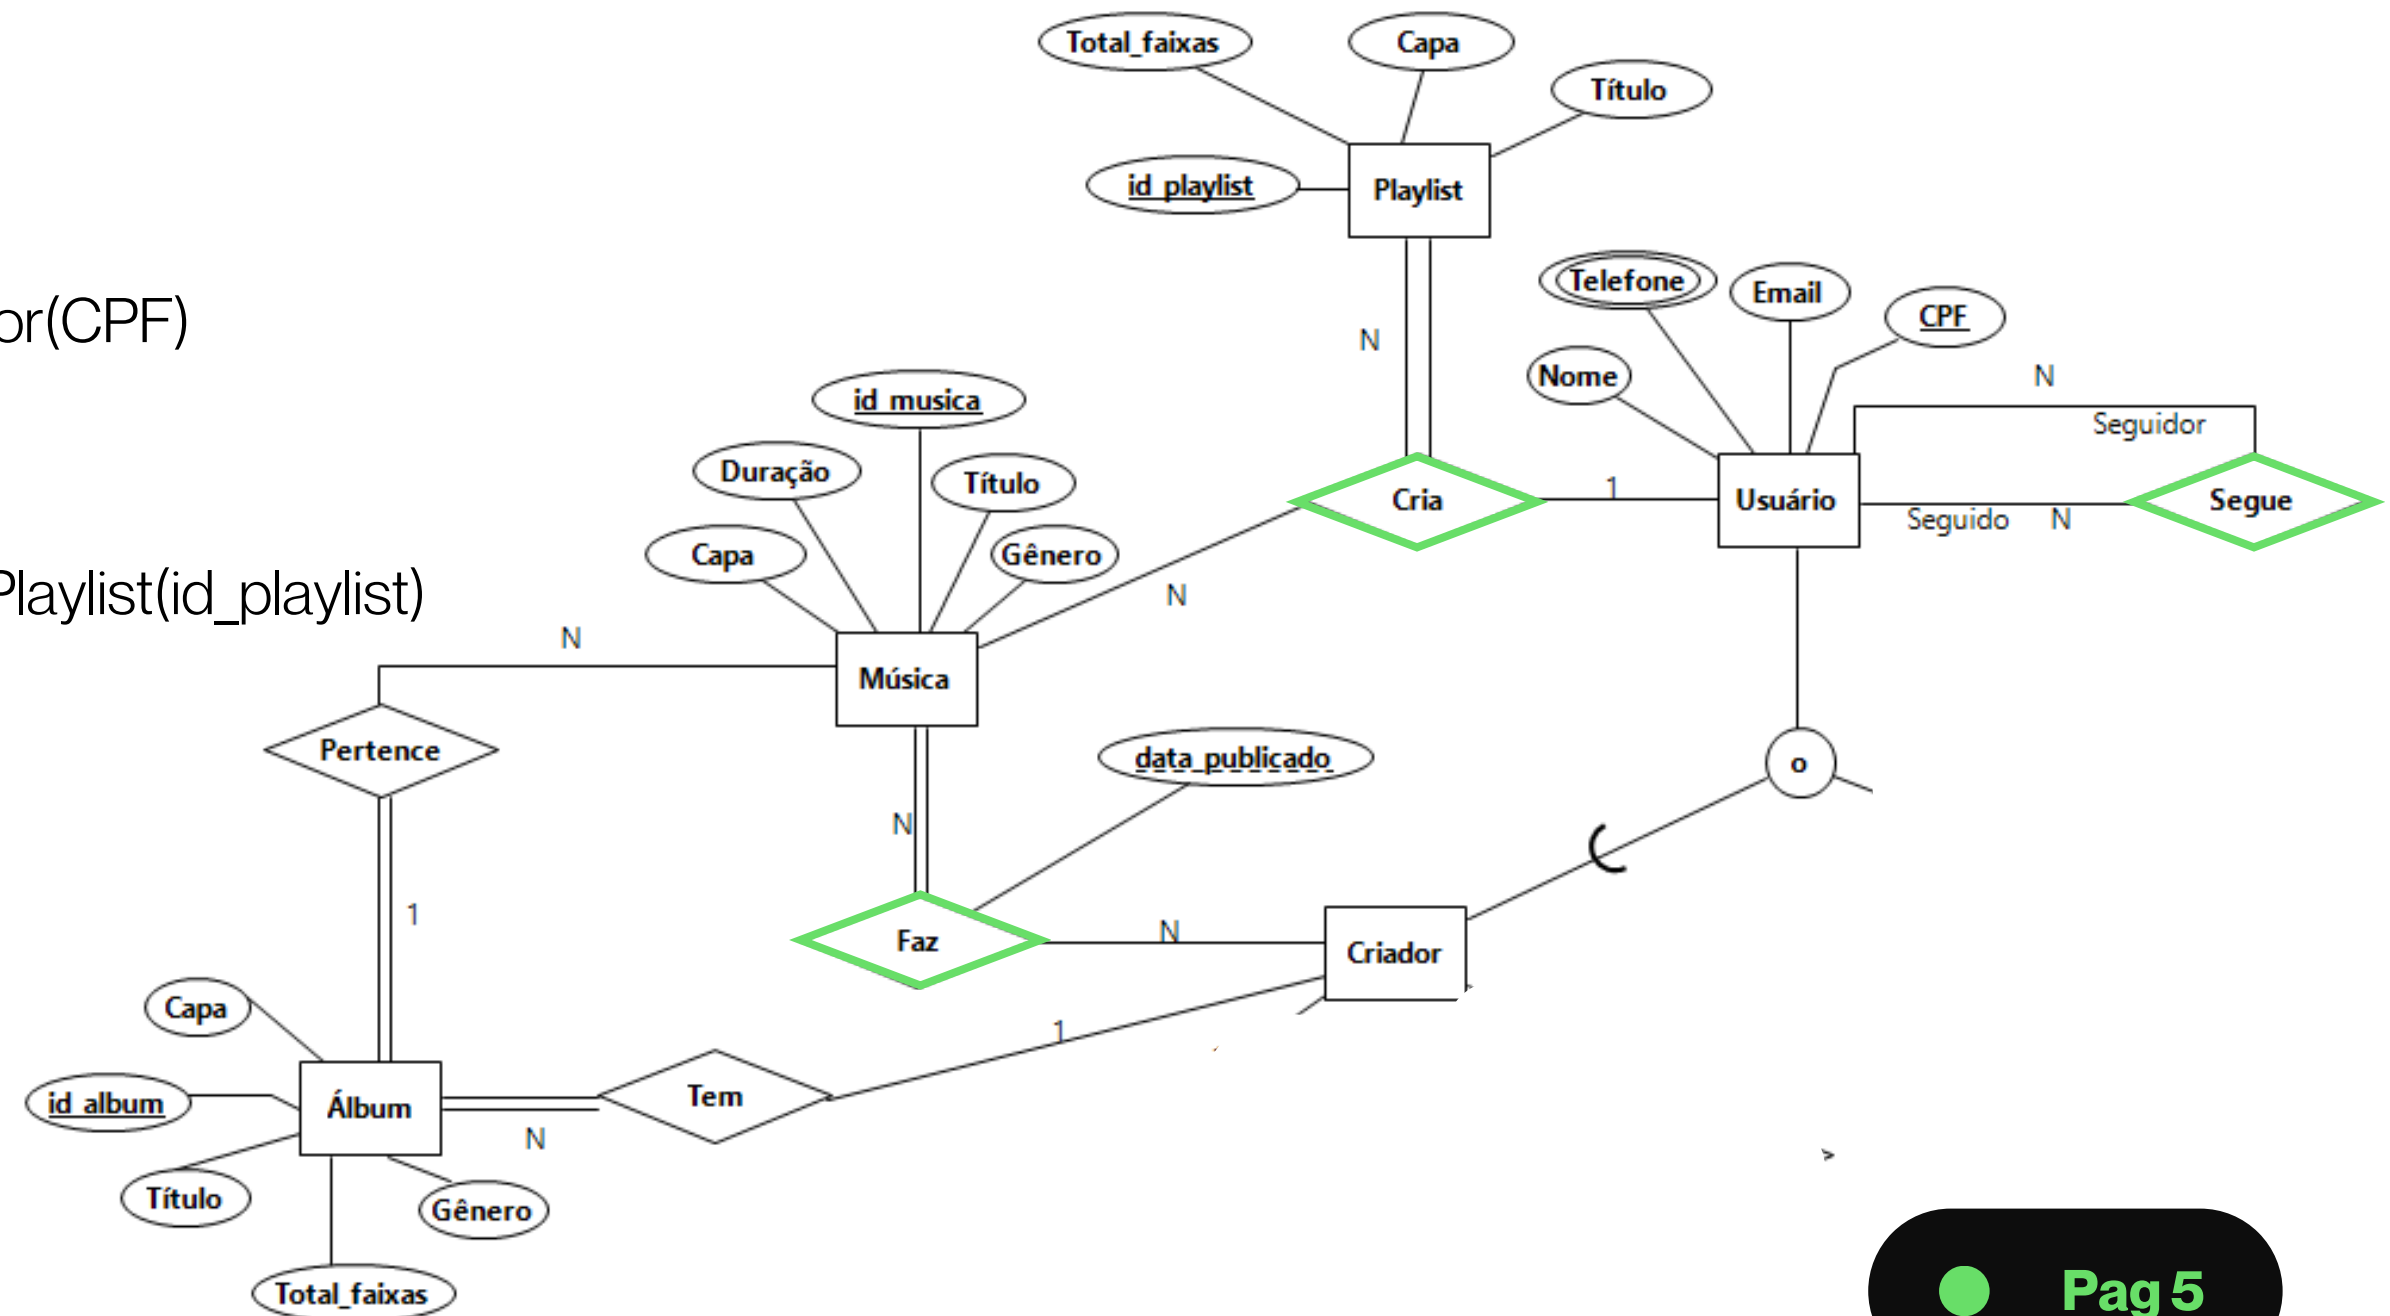 Total_faixas
Capa
Título
id_playlist
Playlist
Telefone
Email
CPF
Nome
N
N
Seguidor
or(CPF)
id_musica
Duração
Título
Cria
1
Usuário
Segue
Seguido
N
Capa
Gênero
N
Playlist(id_playlist)
N
Música
Pertence
data_publicado
o
N
1
Faz
N
Criador
Capa
1
id_album
Álbum
Tem
N
Título
Gênero
Total_faixas
Pag 5